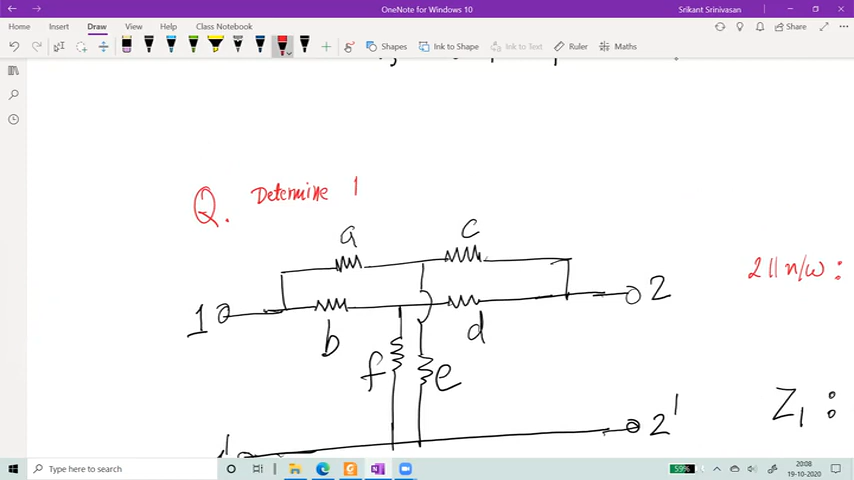 OneNote for Windows 10
Srikant Srinivasan
Home Insert Draw View Help Class Notebook
Share
Shapes Ink to Shape Ink to Text Ruler Maths
Q. Determine 1
a c
2 || n/w :
1 2
b d
f e
Z1 :
2'
Type here to search
59%
20:08
19-10-2020